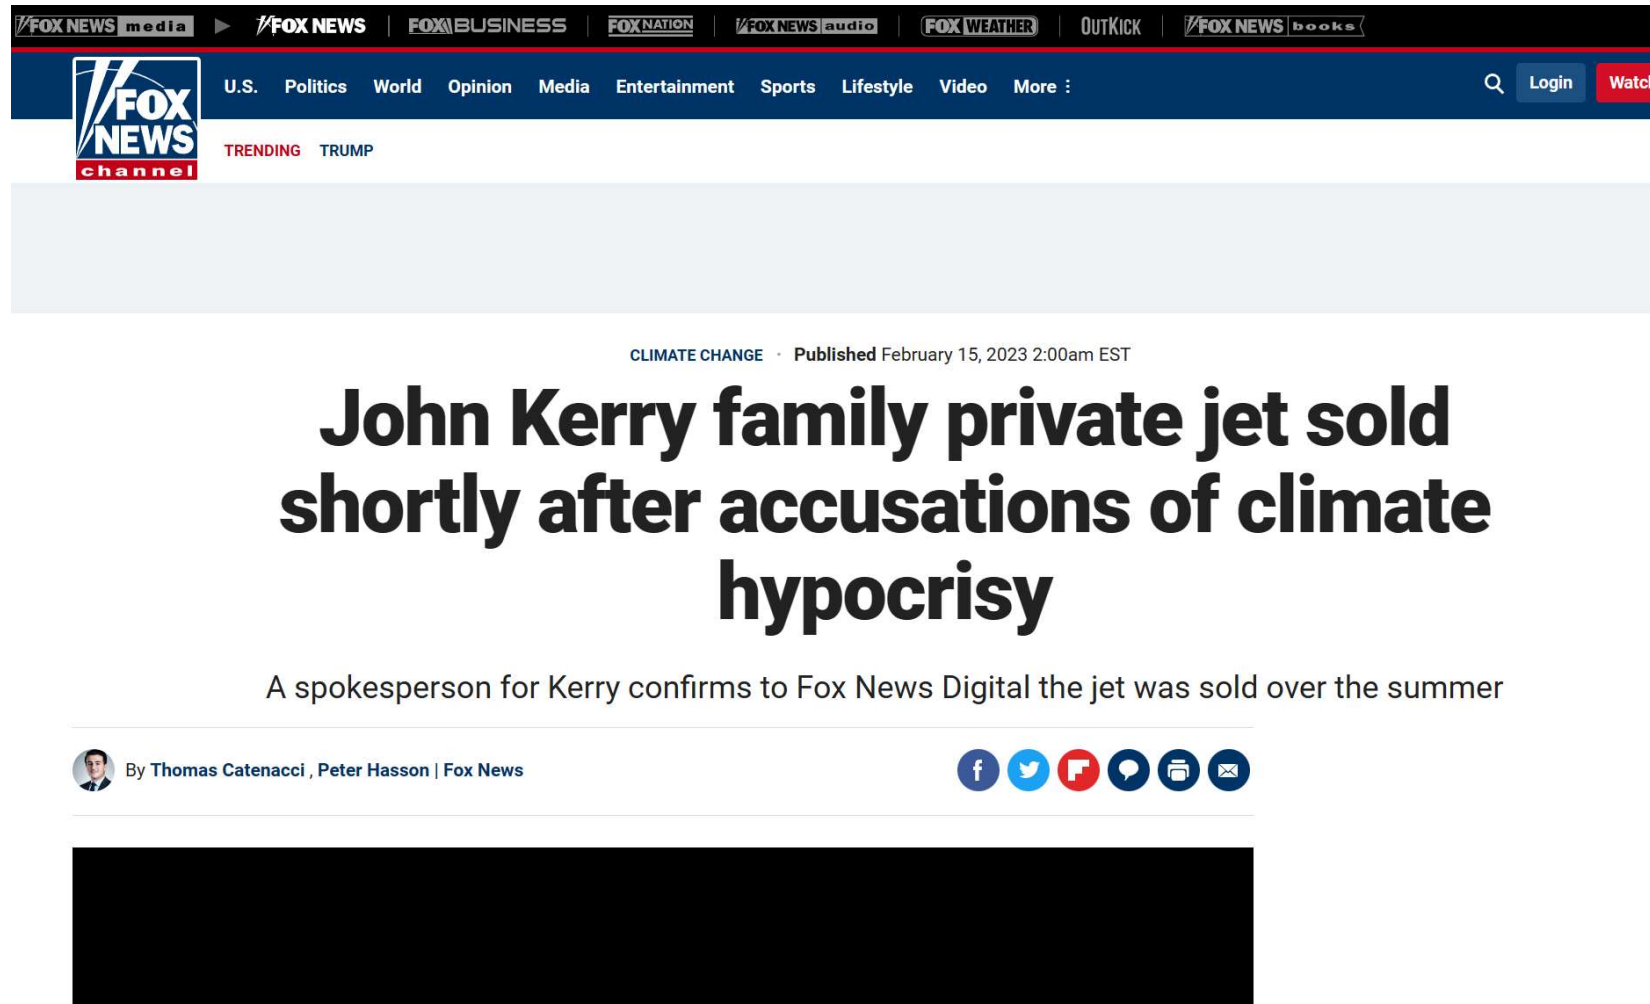 FOX NEWS media FOX NEWS FOX BUSINESS FOX NATION FOX NEWS audio FOX WEATHER OUTKICK FOX NEWS books
FOX NEWS channel
U.S. Politics World Opinion Media Entertainment Sports Lifestyle Video More Login
TRENDING TRUMP
CLIMATE CHANGE · Published February 15, 2023 2:00am EST
John Kerry family private jet sold
shortly after accusations of climate
hypocrisy
A spokesperson for Kerry confirms to Fox News Digital the jet was sold over the summer
By Thomas Catenacci , Peter Hasson | Fox News